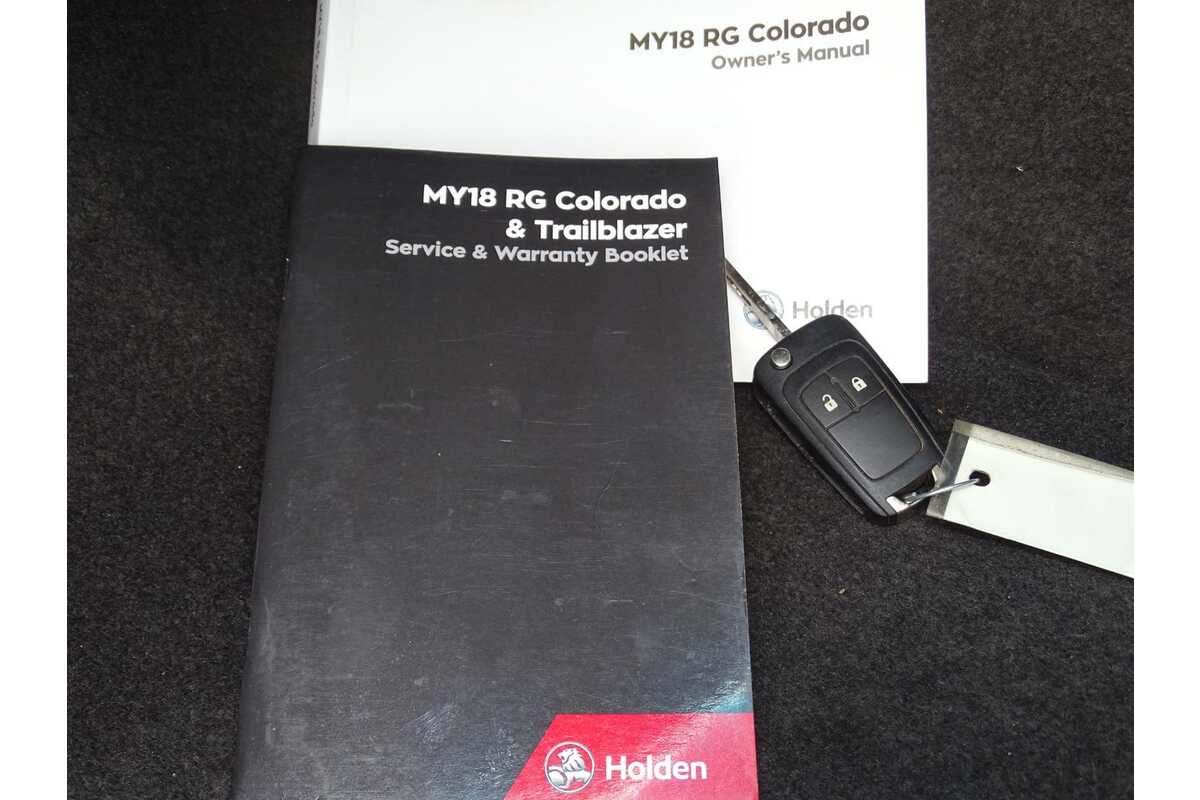 MY18 RG Colorado
Owner's Manual
Holden
MY18 RG Colorado
& Trailblazer
Service & Warranty Booklet
Holden